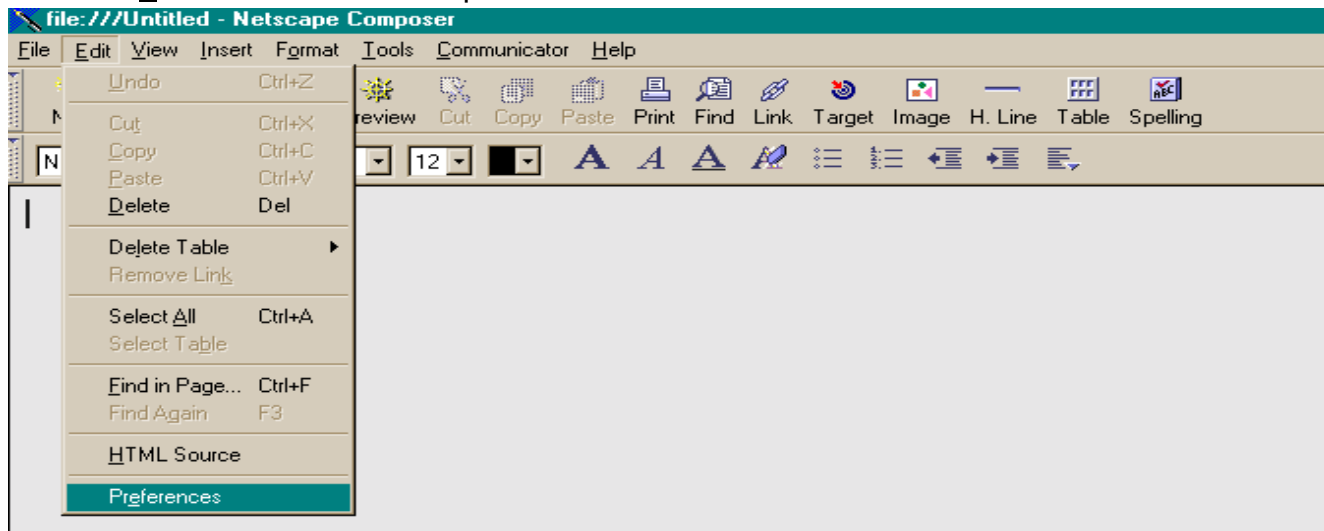 file:///Untitled - Netscape Composer
File Edit View Insert Format Tools Communicator Help
Undo Ctrl+Z
Cut Ctrl+X
Copy Ctrl+C
Paste Ctrl+V
Delete Del
Delete Table
Remove Link
Select All Ctrl+A
Select Table
Find in Page... Ctrl+F
Find Again F3
HTML Source
Preferences
N review Cut Copy Paste Print Find Link Target Image H. Line Table Spelling
N 12 A A A